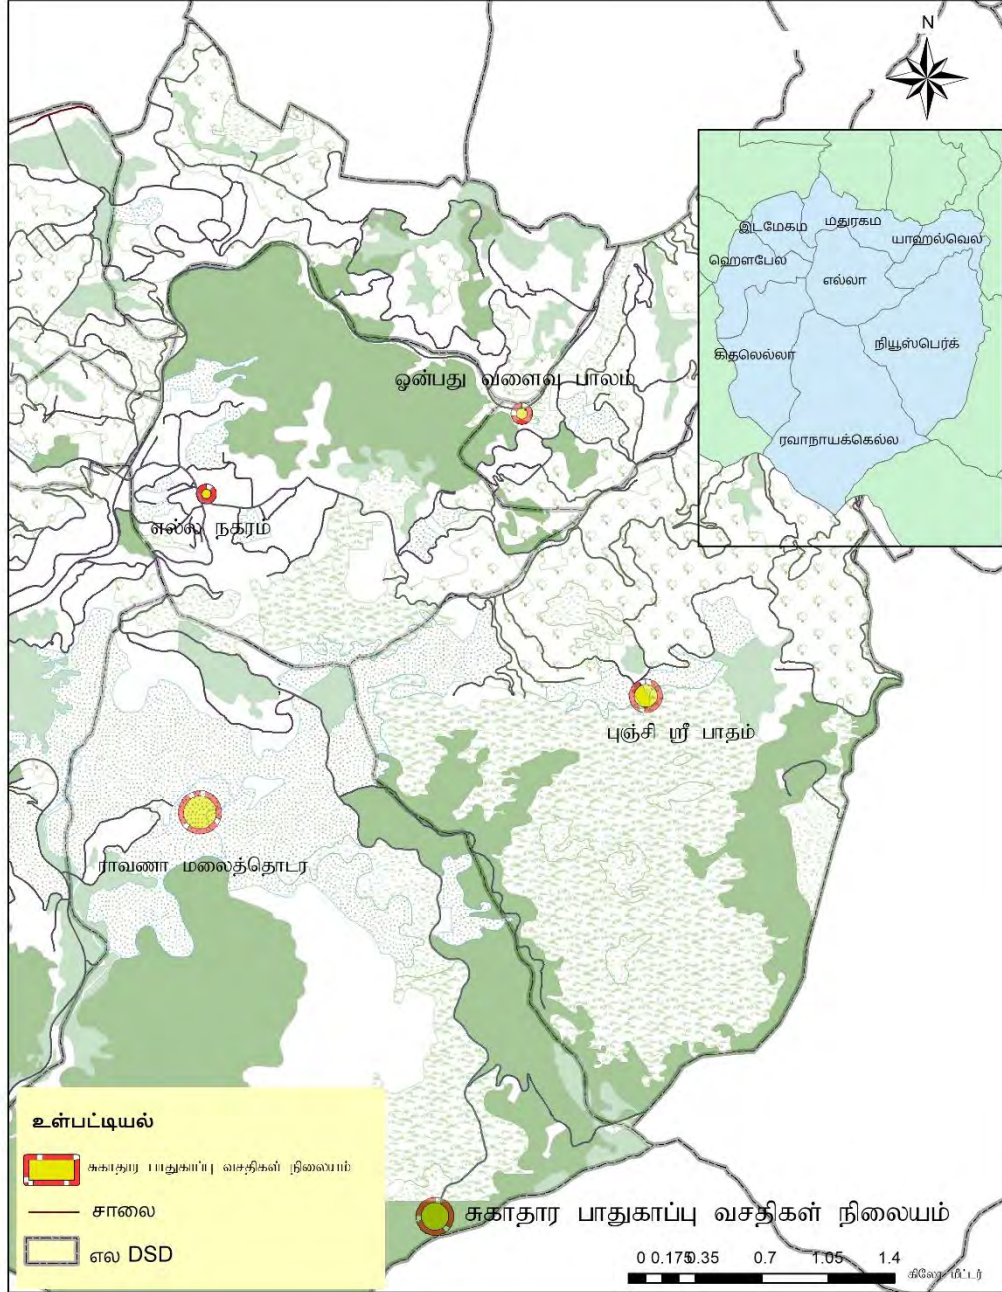 N
மதுரகம
இடமேகம
யாஹல்வெல
ஹெளபேல
எல்லா
நியூஸ்பெர்க்
கிதலெல்லா
ரவாநாயக்கெல்ல
ஒன்பது வளைவு பாலம்
எல்ல நகரம்
புஞ்சி ஸ்ரீ பாதம்
ராவணா மலைத்தொடர
உள்பட்டியல்
சுகாதார பாதுகாப்பு வசதிகள் நிலையம்
சாலை
எல DSD
சுகாதார பாதுகாப்பு வசதிகள் நிலையம்
0 0.175 0.35 0.7 1.05 1.4
கிலோ மீட்டர்